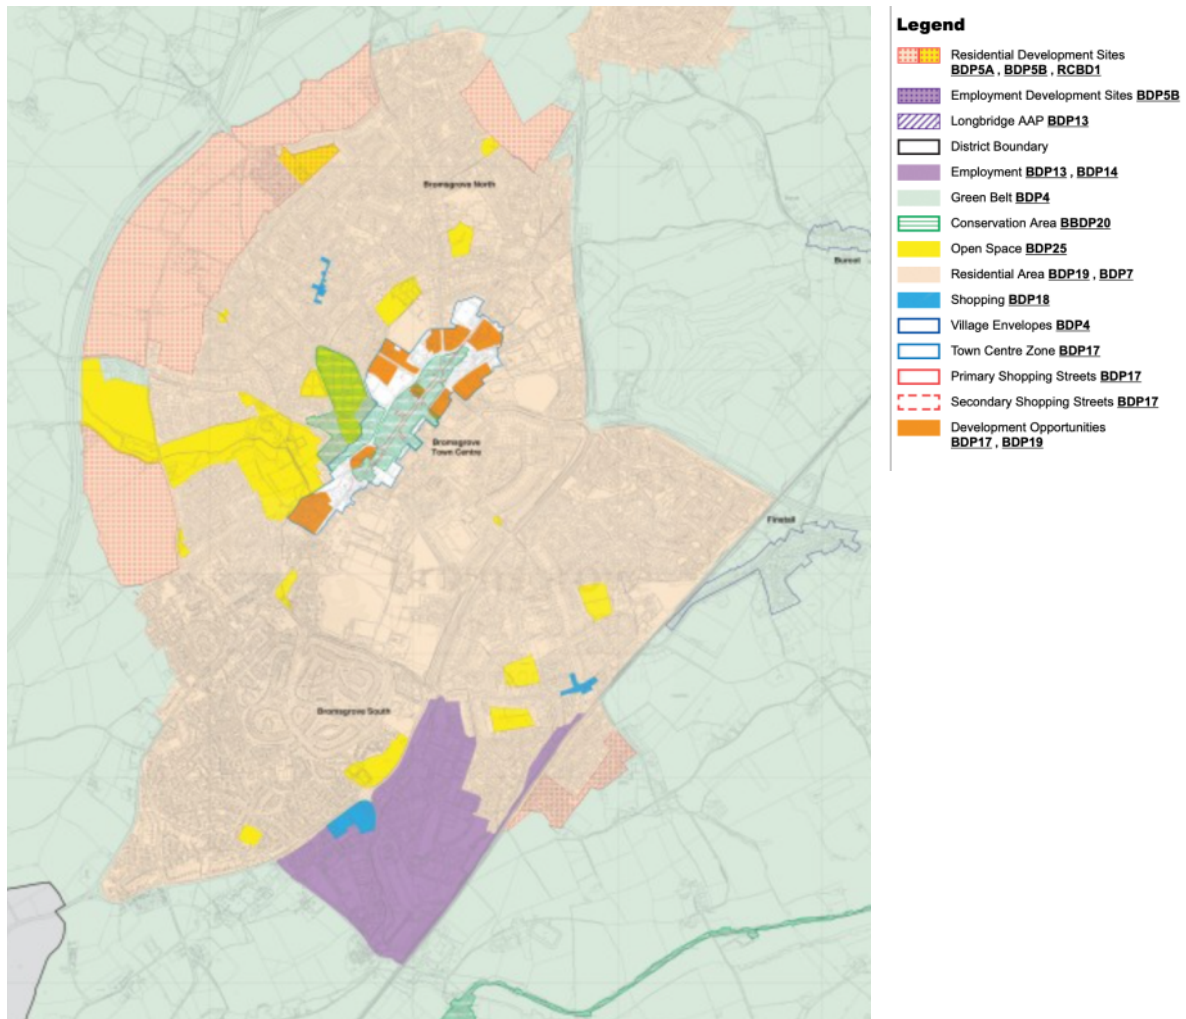 Legend
Residential Development Sites
BDP5A , BDP5B , RCBD1
Employment Development Sites BDP5B
Longbridge AAP BDP13
District Boundary
Employment BDP13 , BDP14
Green Belt BDP4
Conservation Area BBDP20
Open Space BDP25
Residential Area BDP19 , BDP7
Shopping BDP18
Village Envelopes BDP4
Town Centre Zone BDP17
Primary Shopping Streets BDP17
Secondary Shopping Streets BDP17
Development Opportunities
BDP17 , BDP19
Bromsgrove North
Burcot
Bromsgrove
Town Centre
Finstall
Bromsgrove South